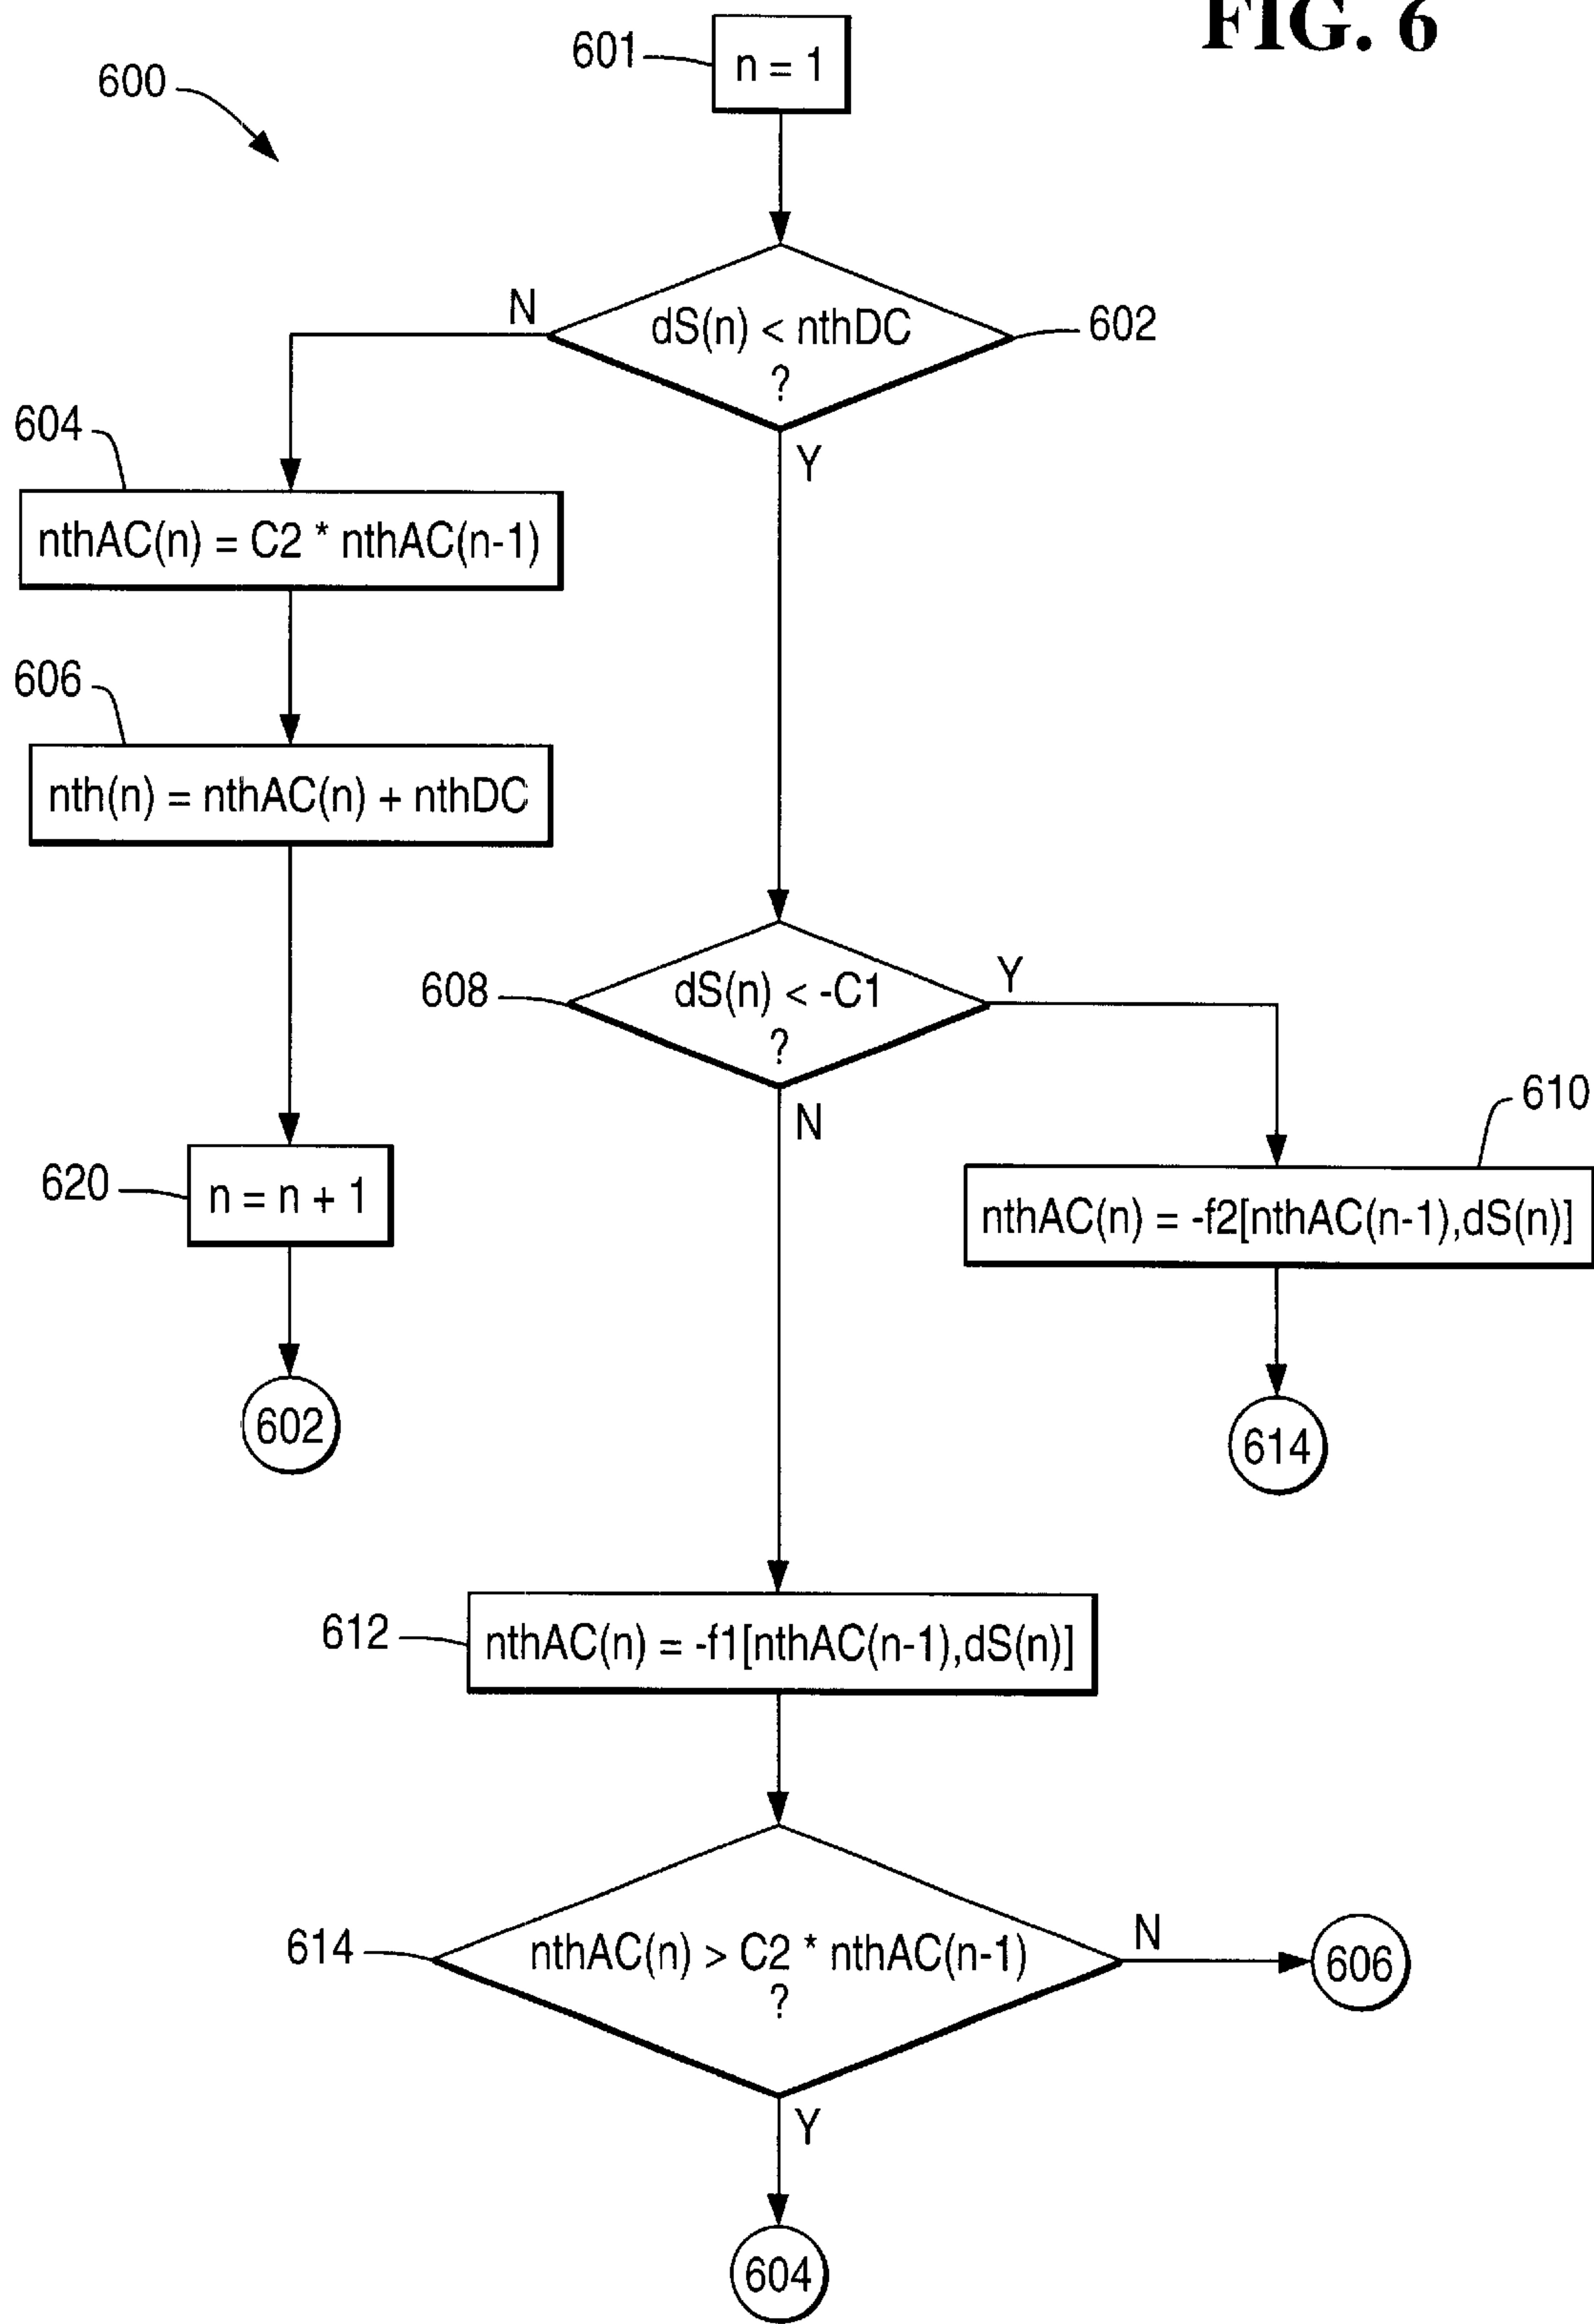 FIG. 6
600
601
n = 1
N
dS(n) < nthDC
?
602
Y
604
nthAC(n) = C2 * nthAC(n-1)
606
nth(n) = nthAC(n) + nthDC
608
dS(n) < -C1
?
Y
N
610
nthAC(n) = -f2[nthAC(n-1),dS(n)]
614
620
n = n + 1
602
612
nthAC(n) = -f1[nthAC(n-1),dS(n)]
614
nthAC(n) > C2 * nthAC(n-1)
?
N
606
Y
604